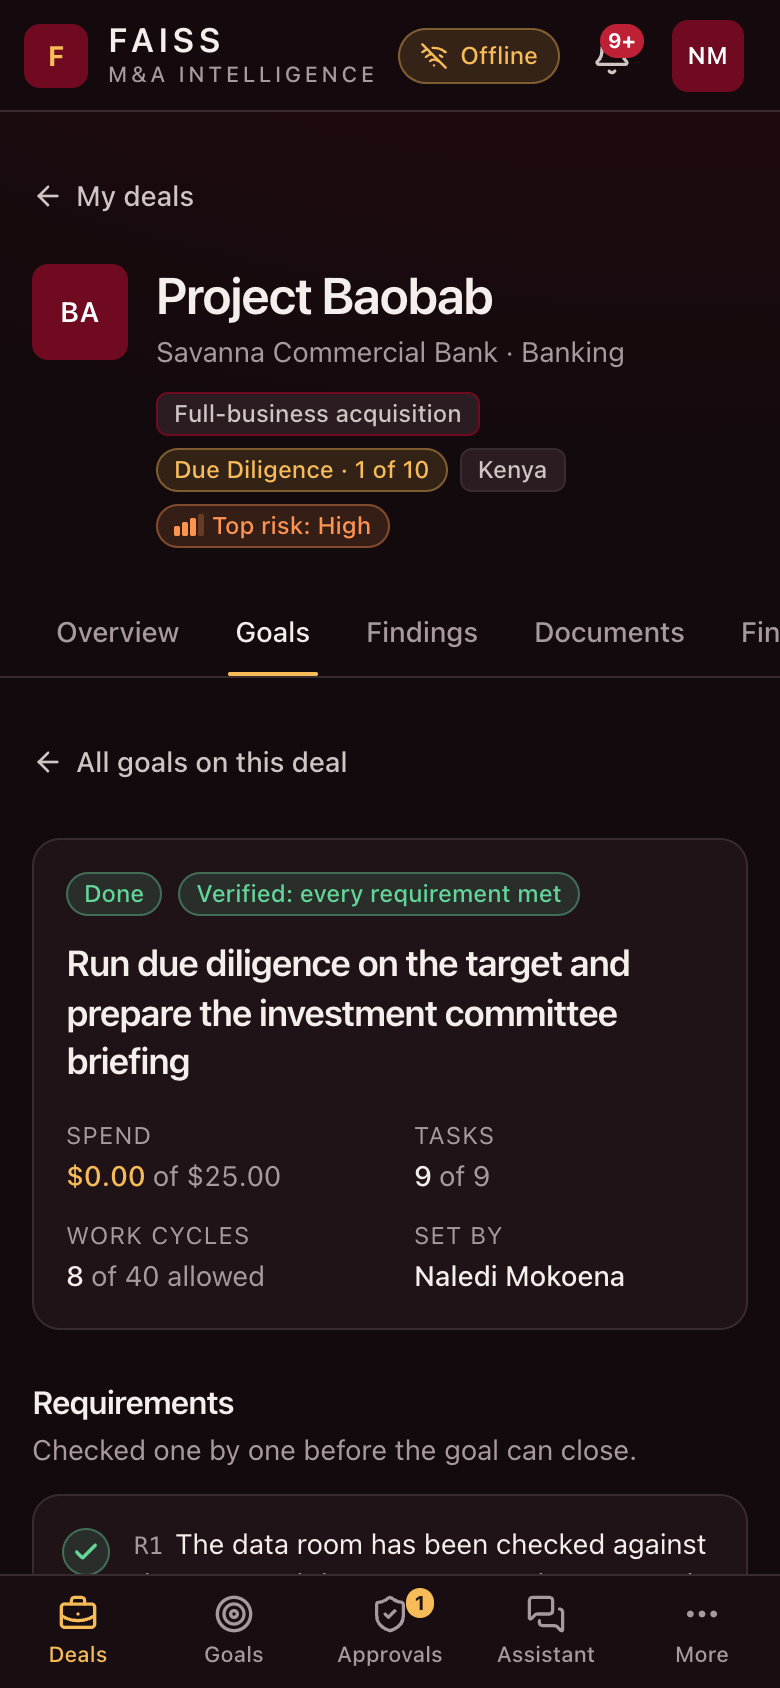 F
FAISS
M&A INTELLIGENCE
Offline
9+
NM
My deals
BA
Project Baobab
Savanna Commercial Bank · Banking
Full-business acquisition
Due Diligence · 1 of 10
Kenya
Top risk: High
Overview
Goals
Findings
Documents
Fin
All goals on this deal
Done
Verified: every requirement met
Run due diligence on the target and
prepare the investment committee
briefing
SPEND
TASKS
$0.00 of $25.00
9 of 9
WORK CYCLES
SET BY
8 of 40 allowed
Naledi Mokoena
Requirements
Checked one by one before the goal can close.
R1 The data room has been checked against
1
Deals
Goals
Approvals
Assistant
More